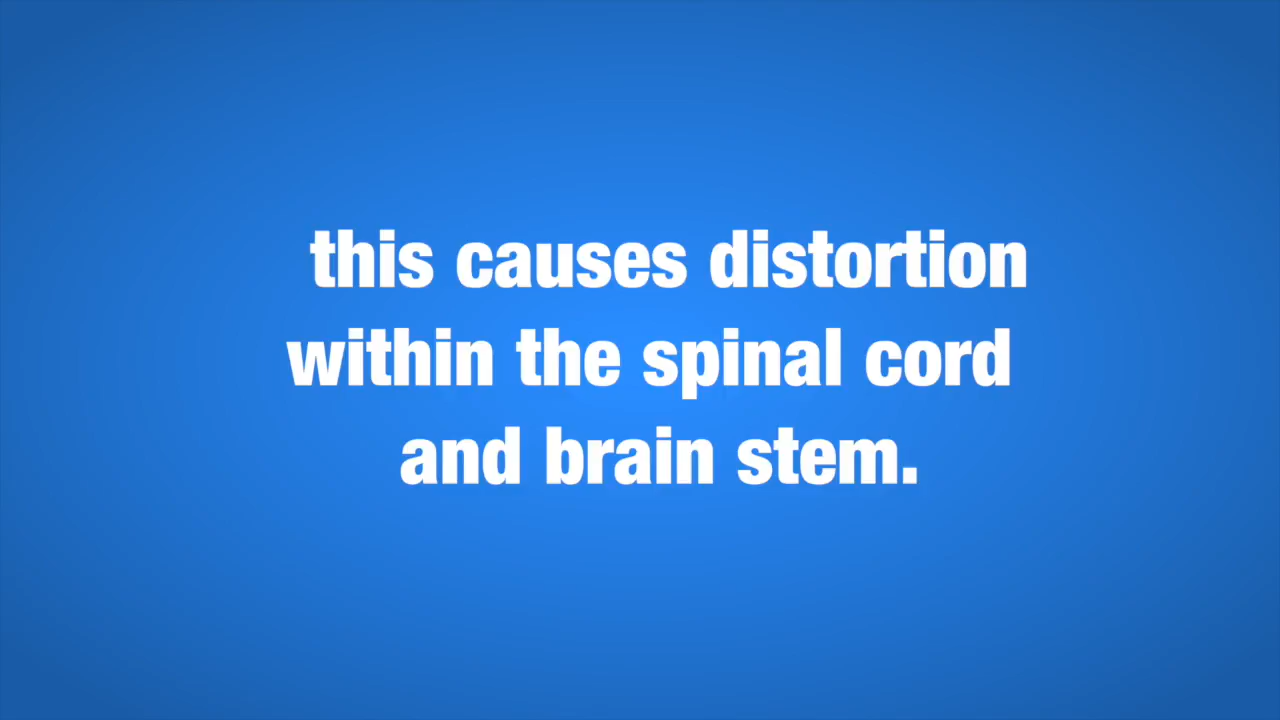 this causes distortion
within the spinal cord
and brain stem.